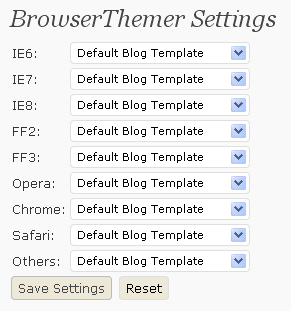 BrowserThemer Settings
IE6: Default Blog Template
IE7: Default Blog Template
IE8: Default Blog Template
FF2: Default Blog Template
FF3: Default Blog Template
Opera: Default Blog Template
Chrome: Default Blog Template
Safari: Default Blog Template
Others: Default Blog Template
Save Settings Reset